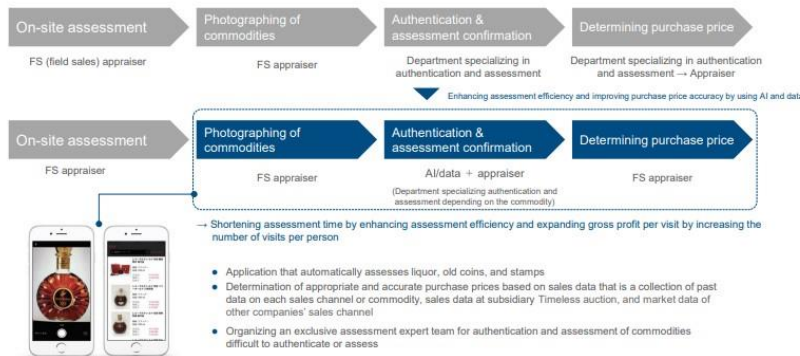 On-site assessment
Photographing of
commodities
Authentication &
assessment confirmation
Determining purchase price
FS (field sales) appraiser
FS appraiser
Department specializing in
authentication and assessment
Department specializing in authentication
and assessment → Appraiser
Enhancing assessment efficiency and improving purchase price accuracy by using AI and data
On-site assessment
Photographing of
commodities
Authentication &
assessment confirmation
Determining purchase price
FS appraiser
FS appraiser
AI/data + appraiser
(Department specializing authentication and
assessment depending on the commodity)
FS appraiser
→ Shortening assessment time by enhancing assessment efficiency and expanding gross profit per visit by increasing the
number of visits per person
• Application that automatically assesses liquor, old coins, and stamps
• Determination of appropriate and accurate purchase prices based on sales data that is a collection of past
data on each sales channel or commodity, sales data at subsidiary Timeless auction, and market data of
other companies' sales channel
• Organizing an exclusive assessment expert team for authentication and assessment of commodities
difficult to authenticate or assess